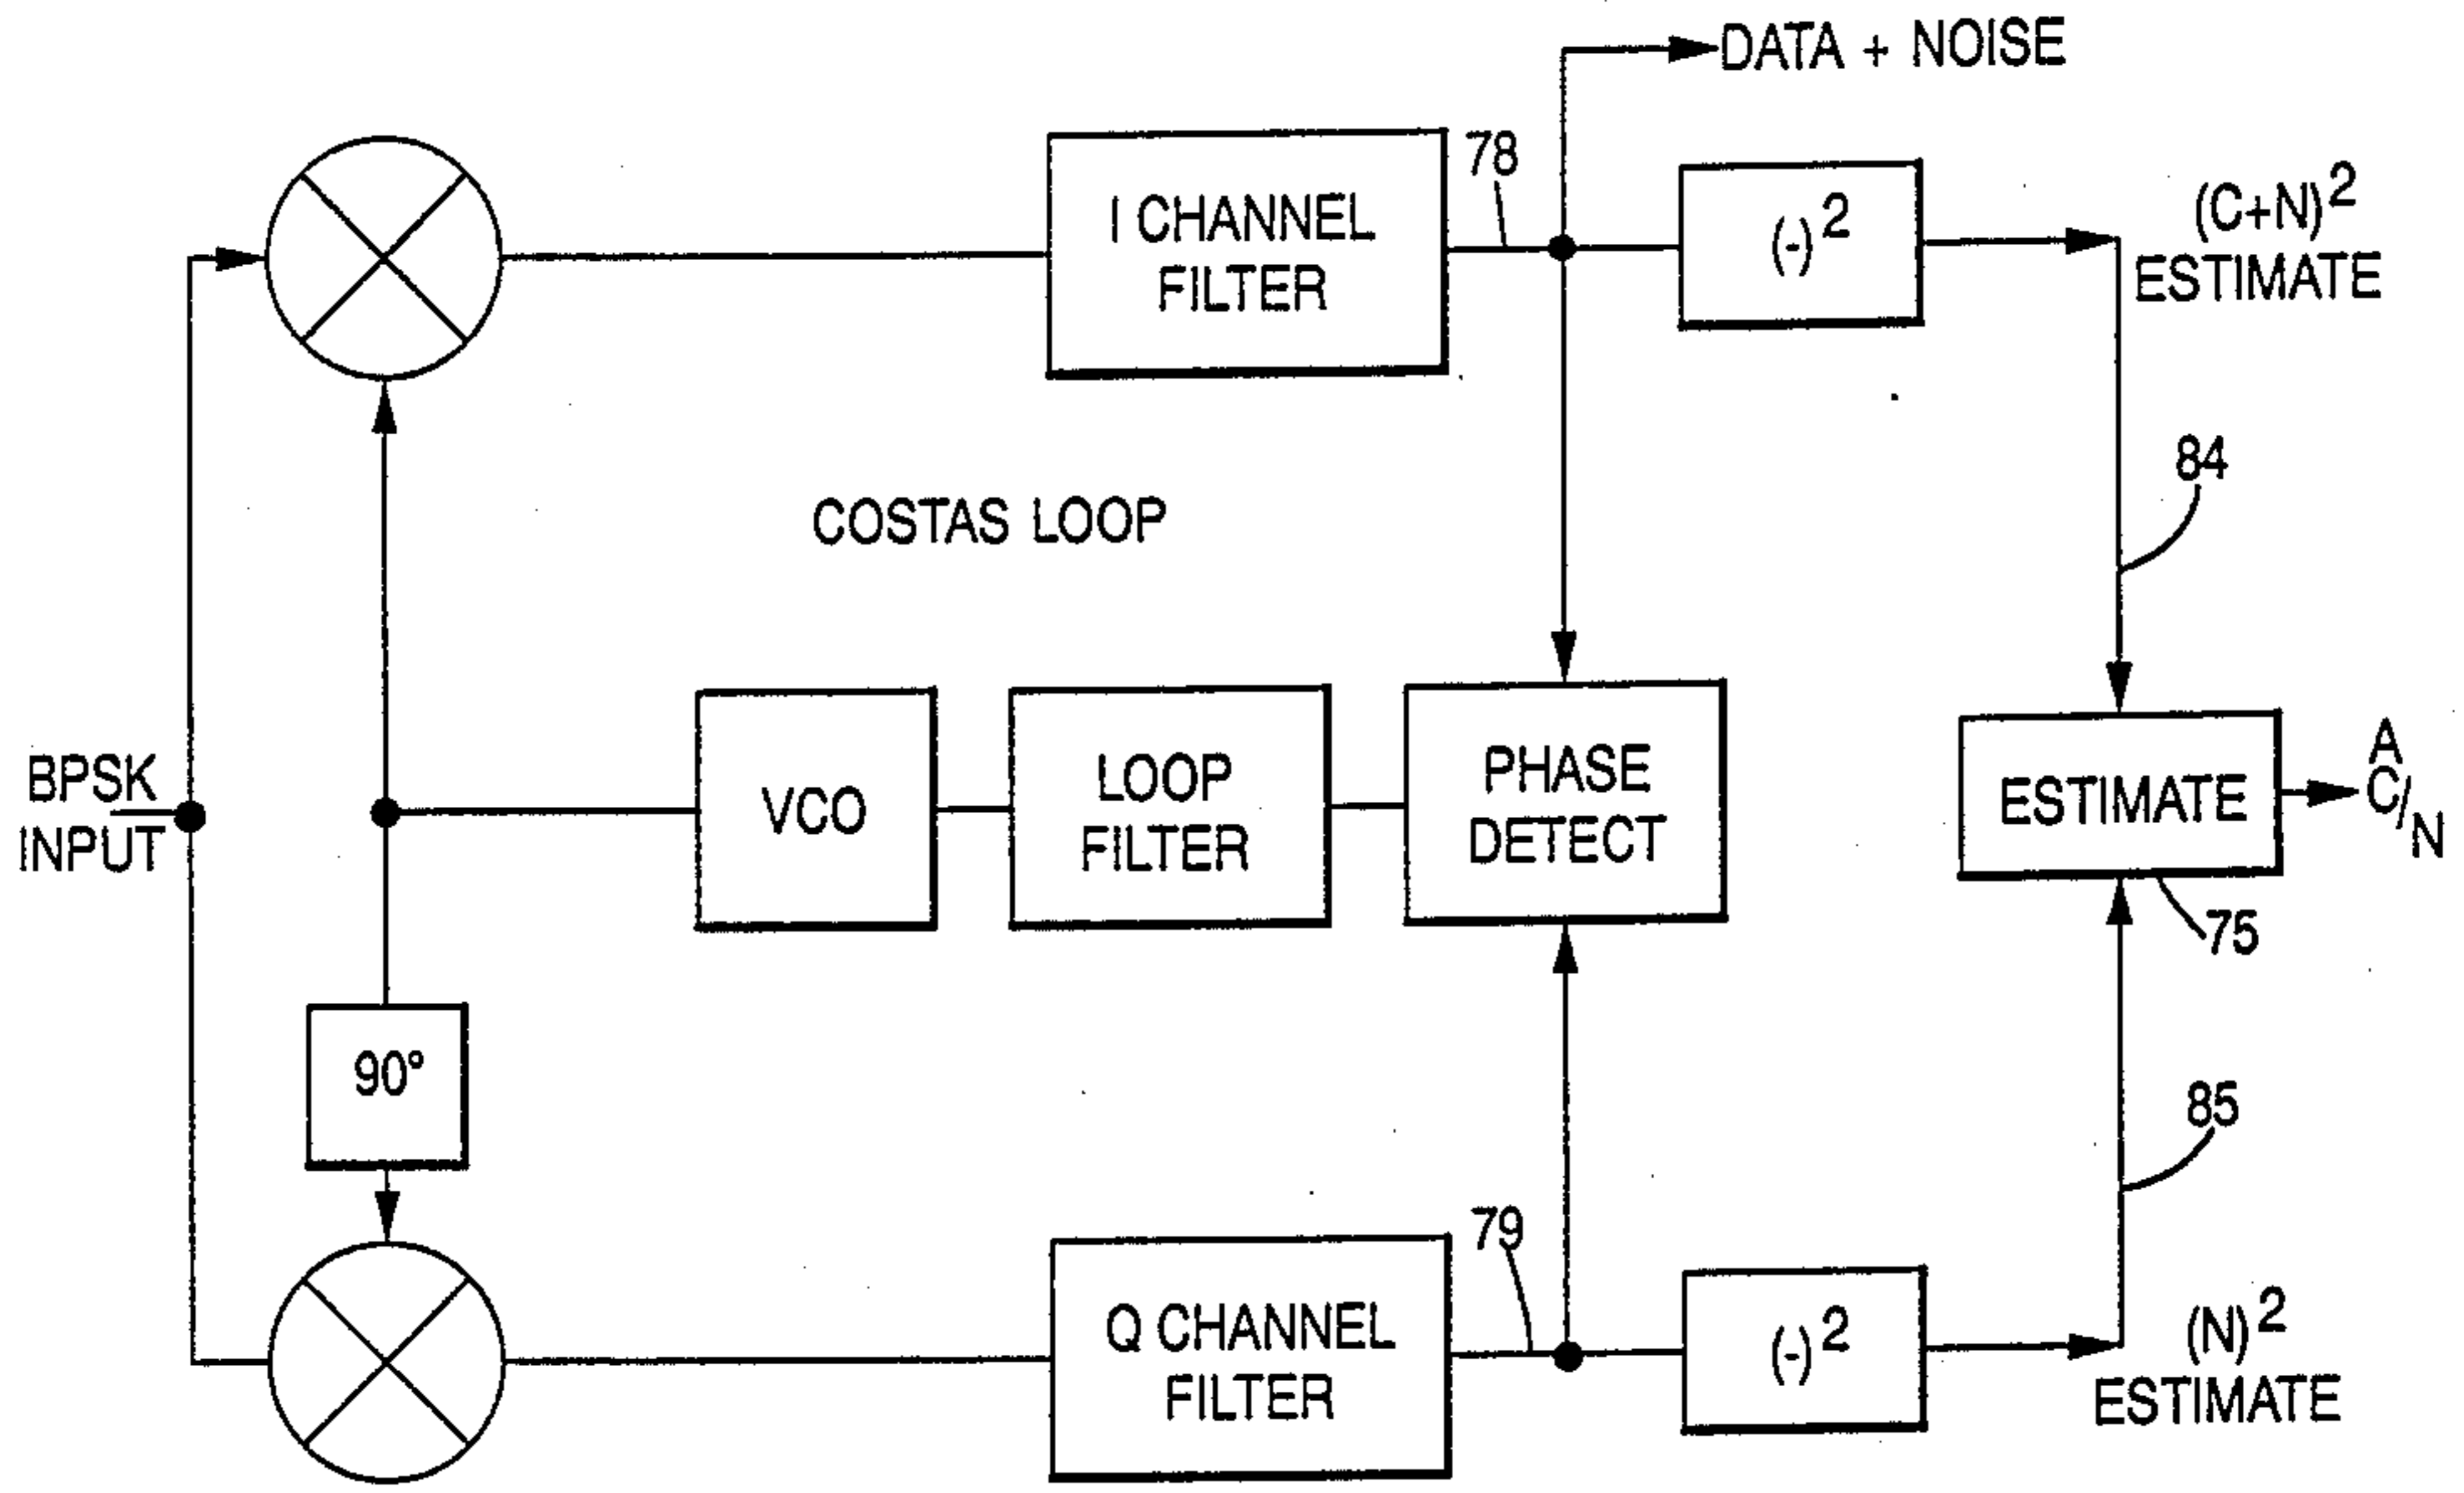 DATA + NOISE
78
I CHANNEL
FILTER
(-)2
(C+N)2
ESTIMATE
COSTAS LOOP
84
BPSK
INPUT
VCO
LOOP
FILTER
PHASE
DETECT
ESTIMATE
A
C/N
75
90°
85
79
Q CHANNEL
FILTER
(-)2
(N)2
ESTIMATE